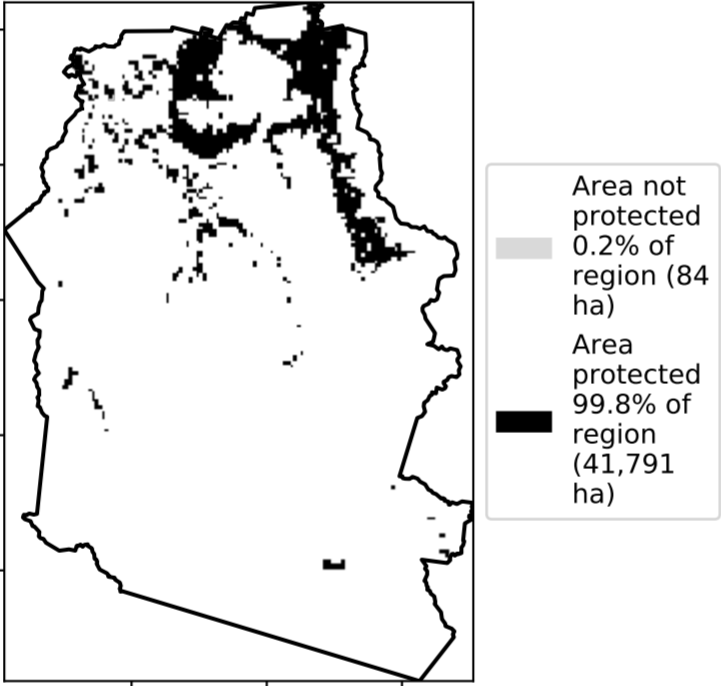 Area not
protected
0.2% of
region (84
ha)
Area
protected
99.8% of
region
(41,791
ha)